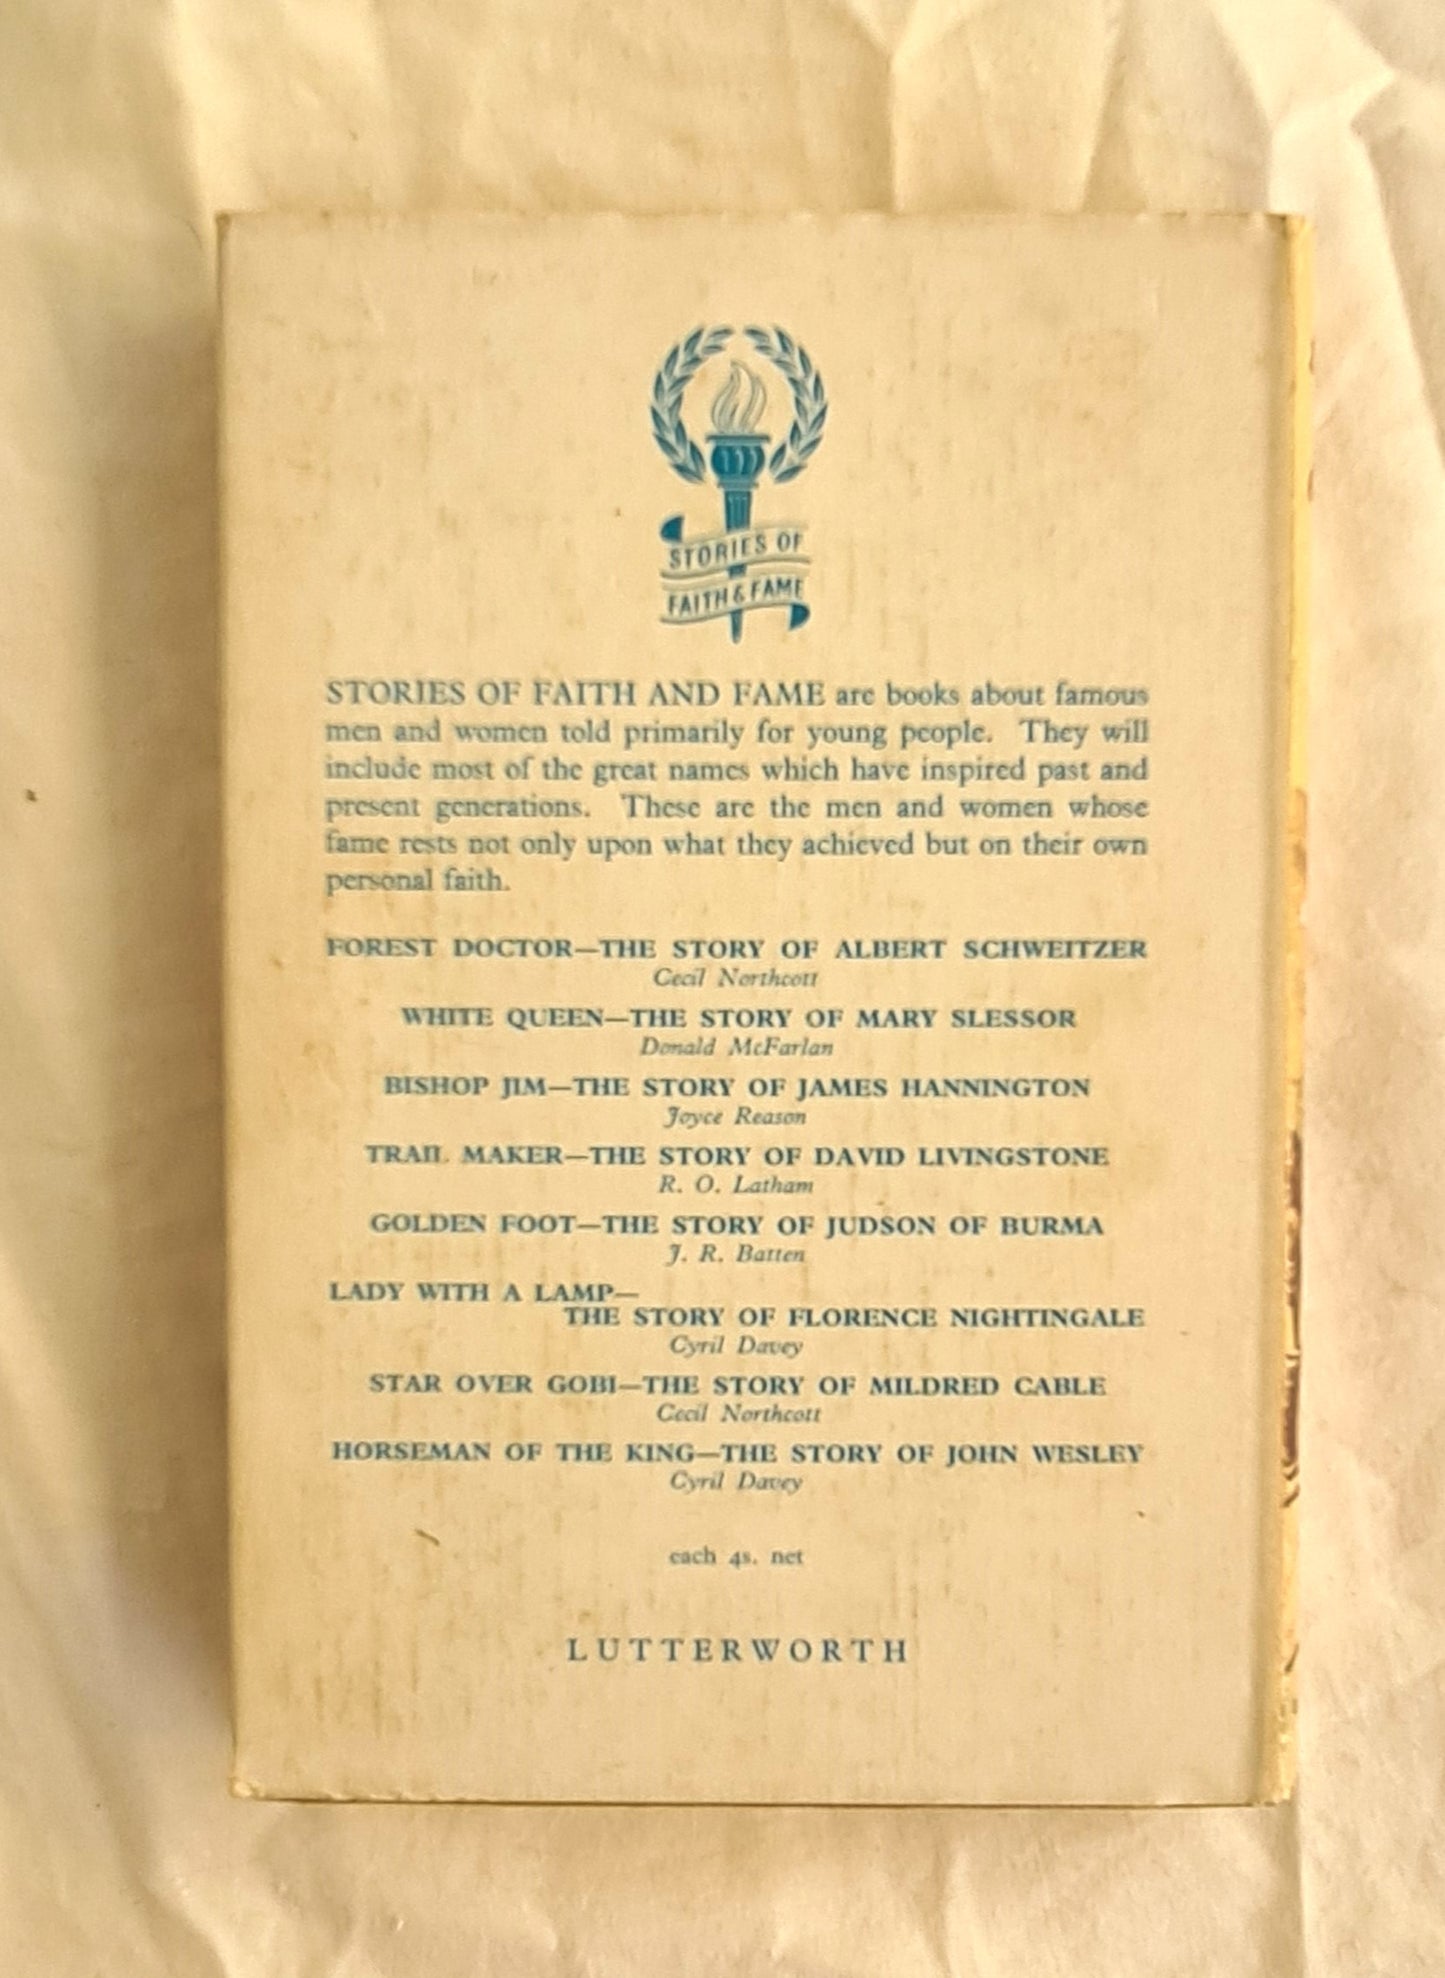 STORIES OF
FAITH & FAME
STORIES OF FAITH AND FAME are books about famous
men and women told primarily for young people. They will
include most of the great names which have inspired past and
present generations. These are the men and women whose
fame rests not only upon what they achieved but on their own
personal faith.
FOREST DOCTOR—THE STORY OF ALBERT SCHWEITZER
Cecil Northcott
WHITE QUEEN—THE STORY OF MARY SLESSOR
Donald McFarlan
BISHOP JIM—THE STORY OF JAMES HANNINGTON
Joyce Reason
TRAIL MAKER—THE STORY OF DAVID LIVINGSTONE
R. O. Latham
GOLDEN FOOT—THE STORY OF JUDSON OF BURMA
J. R. Batten
LADY WITH A LAMP—
THE STORY OF FLORENCE NIGHTINGALE
Cyril Davey
STAR OVER GOBI—THE STORY OF MILDRED CABLE
Cecil Northcott
HORSEMAN OF THE KING—THE STORY OF JOHN WESLEY
Cyril Davey
each 4s. net
LUTTERWORTH